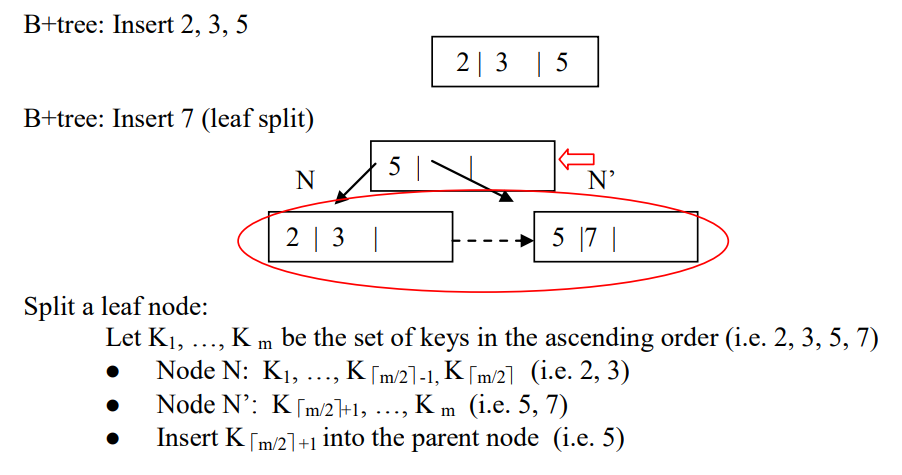 B+tree: Insert 2, 3, 5
2| 3 | 5
B+tree: Insert 7 (leaf split)
5 | |
N N’
2 | 3 | 5 |7 |
Split a leaf node:
Let K₁, …, K ₘ be the set of keys in the ascending order (i.e. 2, 3, 5, 7)
● Node N: K₁, …, K ⌈m/2⌉-1, K ⌈m/2⌉ (i.e. 2, 3)
● Node N’: K ⌈m/2⌉+1, …, K ₘ (i.e. 5, 7)
● Insert K ⌈m/2⌉+1 into the parent node (i.e. 5)